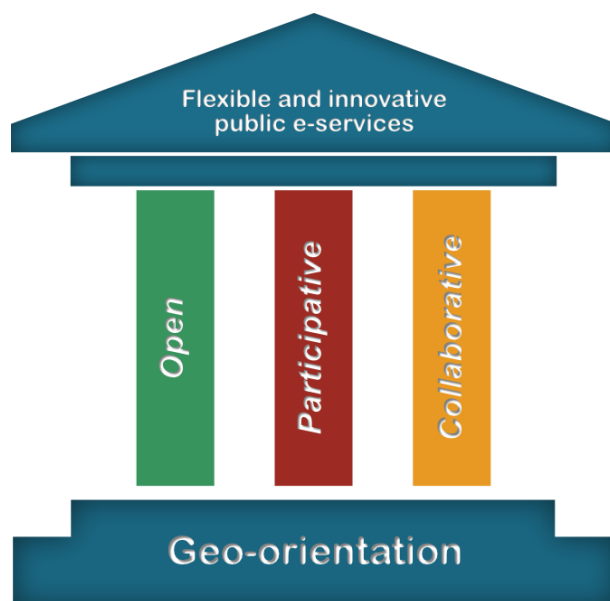 Flexible and innovative
public e-services
Open
Participative
Collaborative
Geo-orientation